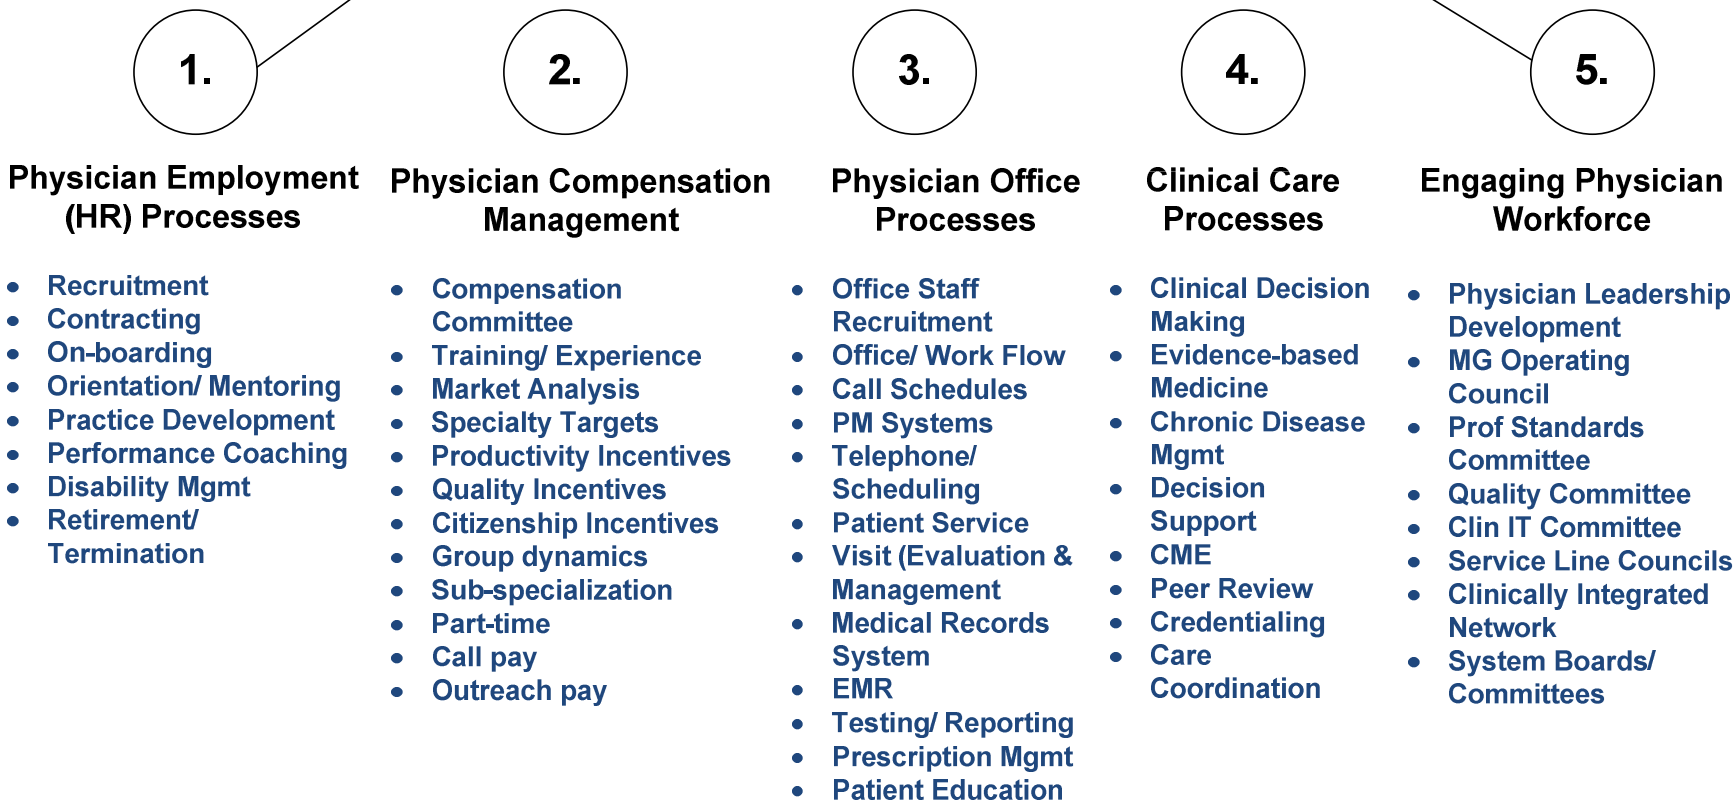 1.
Physician Employment
(HR) Processes
Recruitment
Contracting
On-boarding
Orientation/ Mentoring
Practice Development
Performance Coaching
Disability Mgmt
Retirement/
Termination
2.
Physician Compensation
Management
Compensation
Committee
Training/ Experience
Market Analysis
Specialty Targets
Productivity Incentives
Quality Incentives
Citizenship Incentives
Group dynamics
Sub-specialization
Part-time
Call pay
Outreach pay
3.
Physician Office
Processes
Office Staff
Recruitment
Office/ Work Flow
Call Schedules
PM Systems
Telephone/
Scheduling
Patient Service
Visit (Evaluation &
Management
Medical Records
System
EMR
Testing/ Reporting
Prescription Mgmt
Patient Education
4.
Clinical Care
Processes
Clinical Decision
Making
Evidence-based
Medicine
Chronic Disease
Mgmt
Decision
Support
CME
Peer Review
Credentialing
Care
Coordination
5.
Engaging Physician
Workforce
Physician Leadership
Development
MG Operating
Council
Prof Standards
Committee
Quality Committee
Clin IT Committee
Service Line Councils
Clinically Integrated
Network
System Boards/
Committees